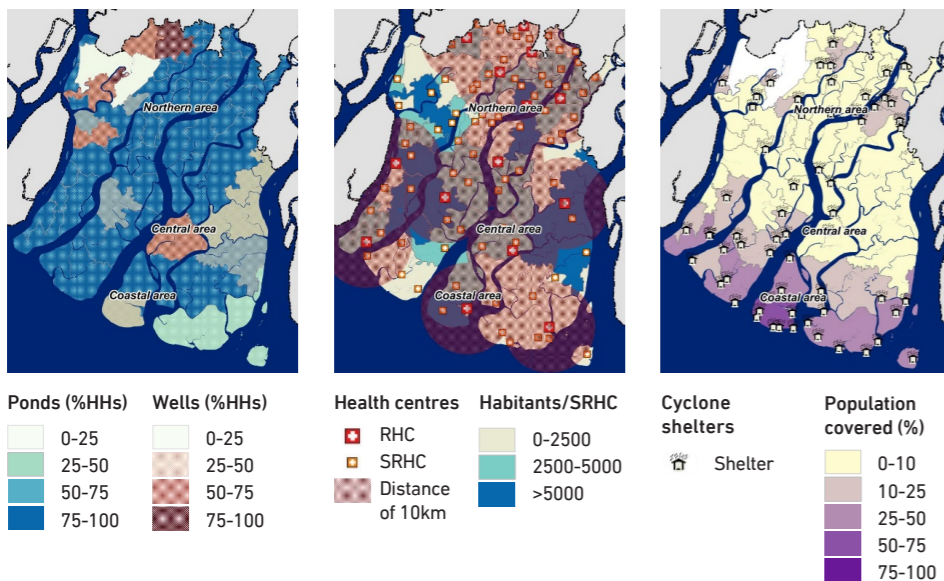 Northern area
Central area
Coastal area
Northern area
Central area
Coastal area
Northern area
Central area
Coastal area
Ponds (%HHs)
0-25
25-50
50-75
75-100
Wells (%HHs)
0-25
25-50
50-75
75-100
Health centres
RHC
SRHC
Distance
of 10km
Habitants/SRHC
0-2500
2500-5000
>5000
Cyclone
shelters
Shelter
Population
covered (%)
0-10
10-25
25-50
50-75
75-100